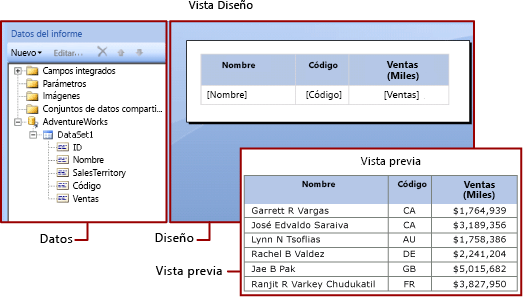 Vista Diseño
Datos del informe
Nuevo Editar...
Campos integrados
Parámetros
Imágenes
Conjuntos de datos comparti...
AdventureWorks
DataSet1
ID
Nombre
SalesTerritory
Código
Ventas
Nombre Código Ventas
(Miles)
[Nombre] [Código] [Ventas]
Vista previa
Nombre Código Ventas
(Miles)
Garrett R Vargas CA $1,764,939
José Edvaldo Saraiva CA $3,189,356
Lynn N Tsoflias AU $1,758,386
Rachel B Valdez DE $2,241,204
Jae B Pak GB $5,015,682
Ranjit R Varkey Chudukatil FR $3,827,950
Datos
Diseño
Vista previa